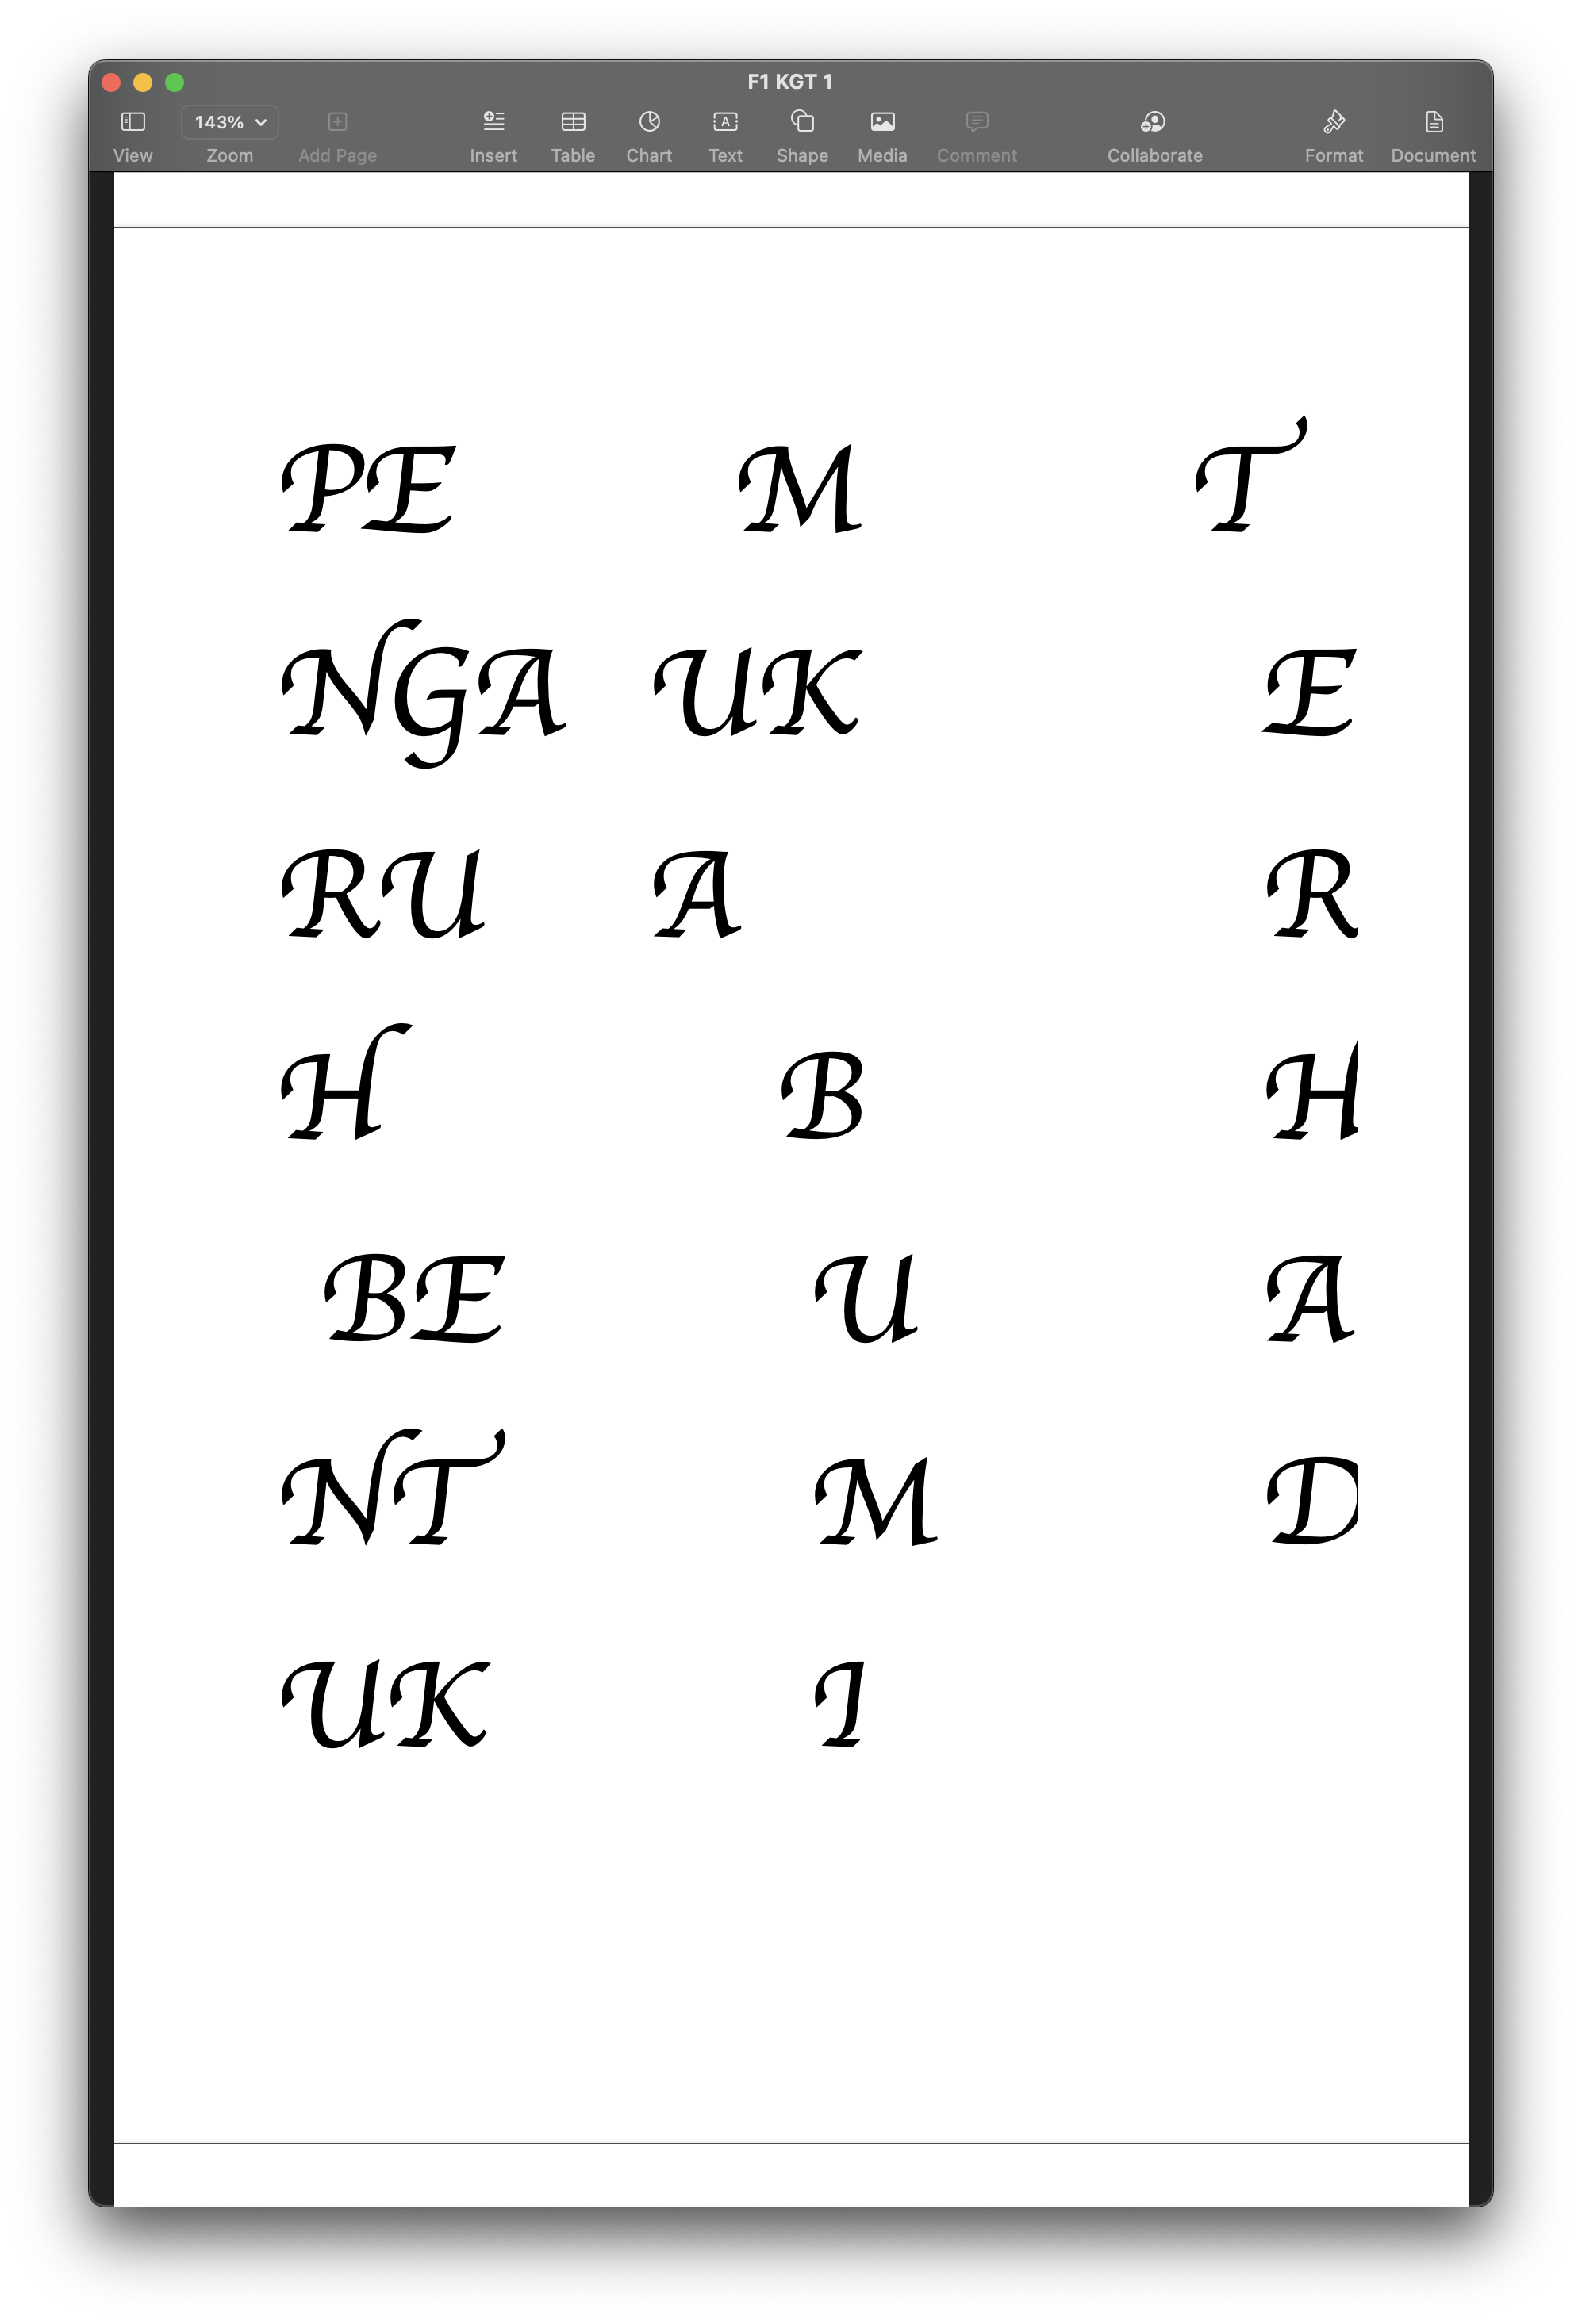 F1 KGT 1
143%
View Zoom Add Page Insert Table Chart Text Shape Media Comment Collaborate Format Document
PE M T
NGA UK E
RU A R
H B H
BE U A
NT M D
UK I